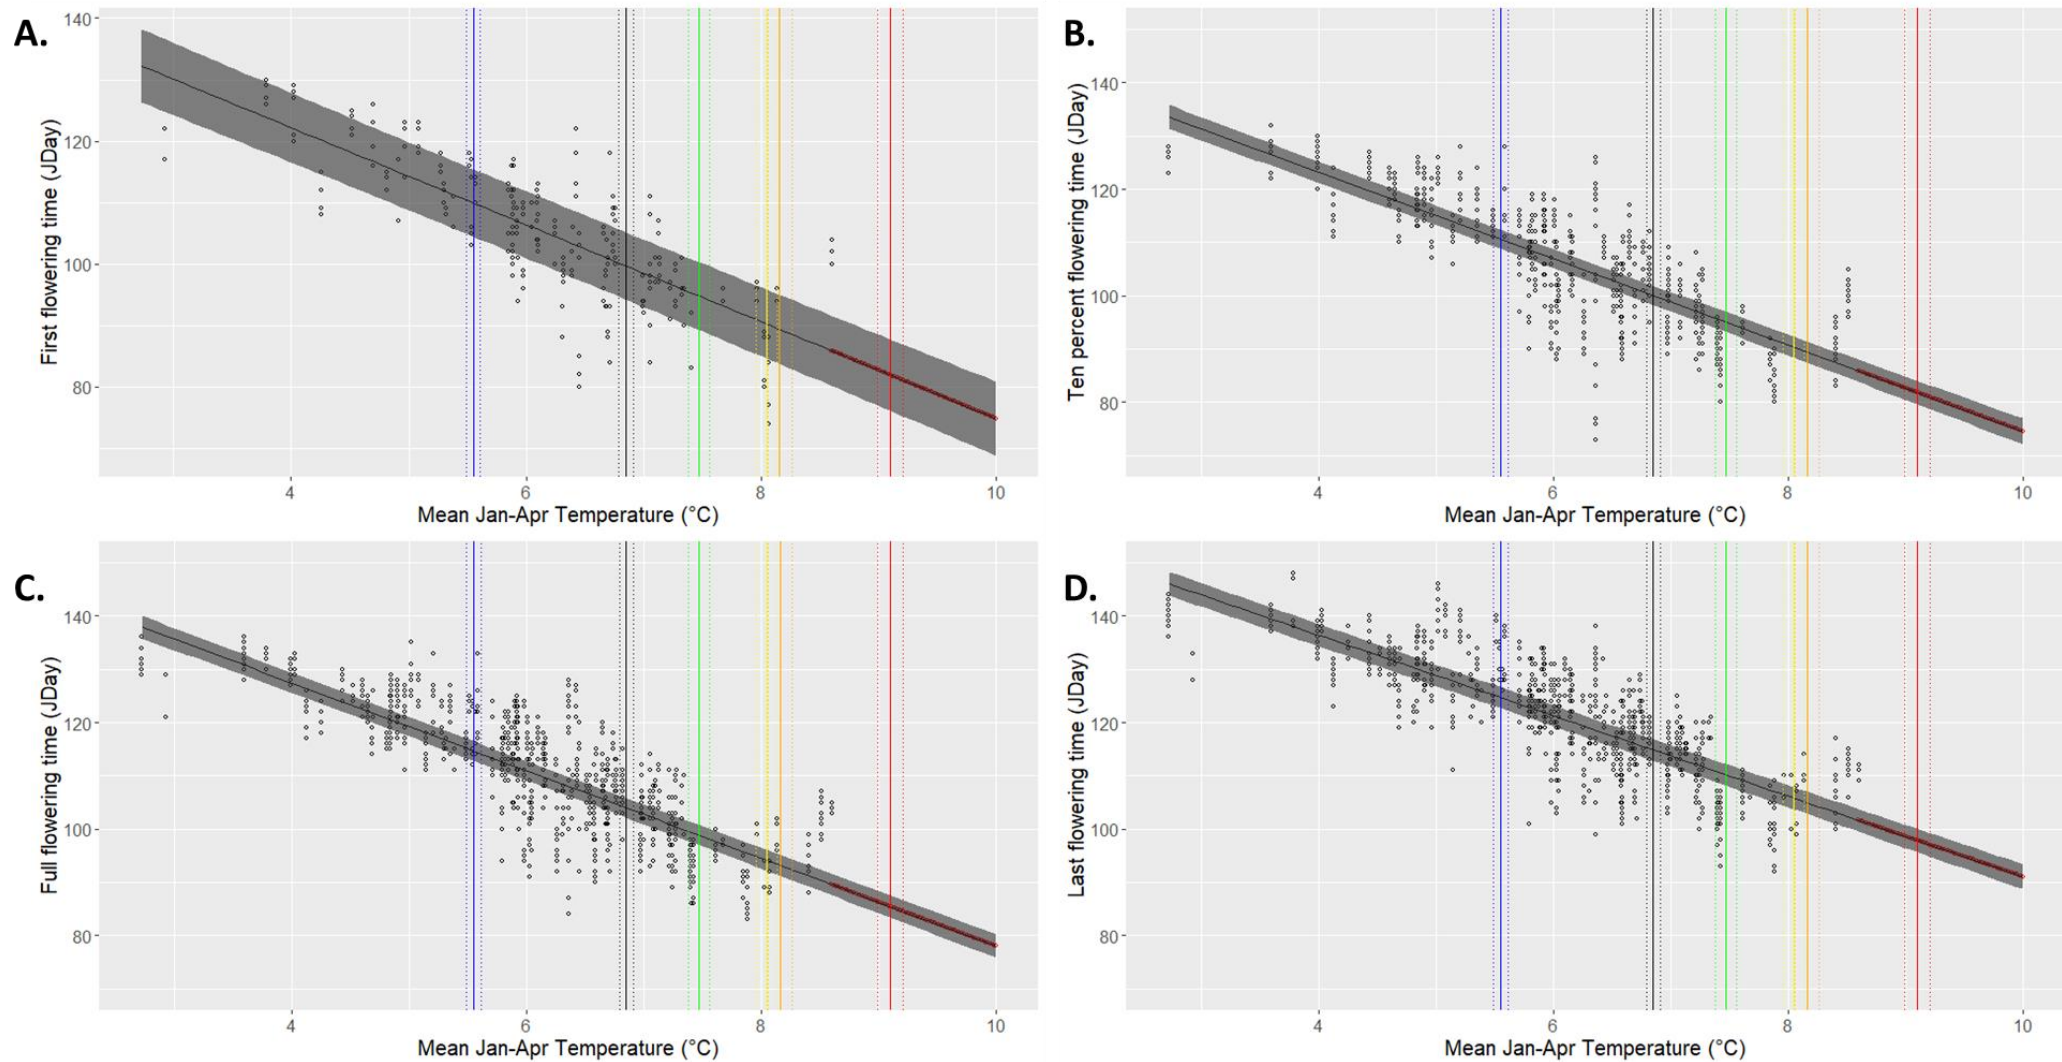 A.
First flowering time (JDay)
140
120
100
80
4 6 8 10
Mean Jan-Apr Temperature (°C)
B.
Ten percent flowering time (JDay)
140
120
100
80
4 6 8 10
Mean Jan-Apr Temperature (°C)
C.
Full flowering time (JDay)
140
120
100
80
4 6 8 10
Mean Jan-Apr Temperature (°C)
D.
Last flowering time (JDay)
140
120
100
80
4 6 8 10
Mean Jan-Apr Temperature (°C)